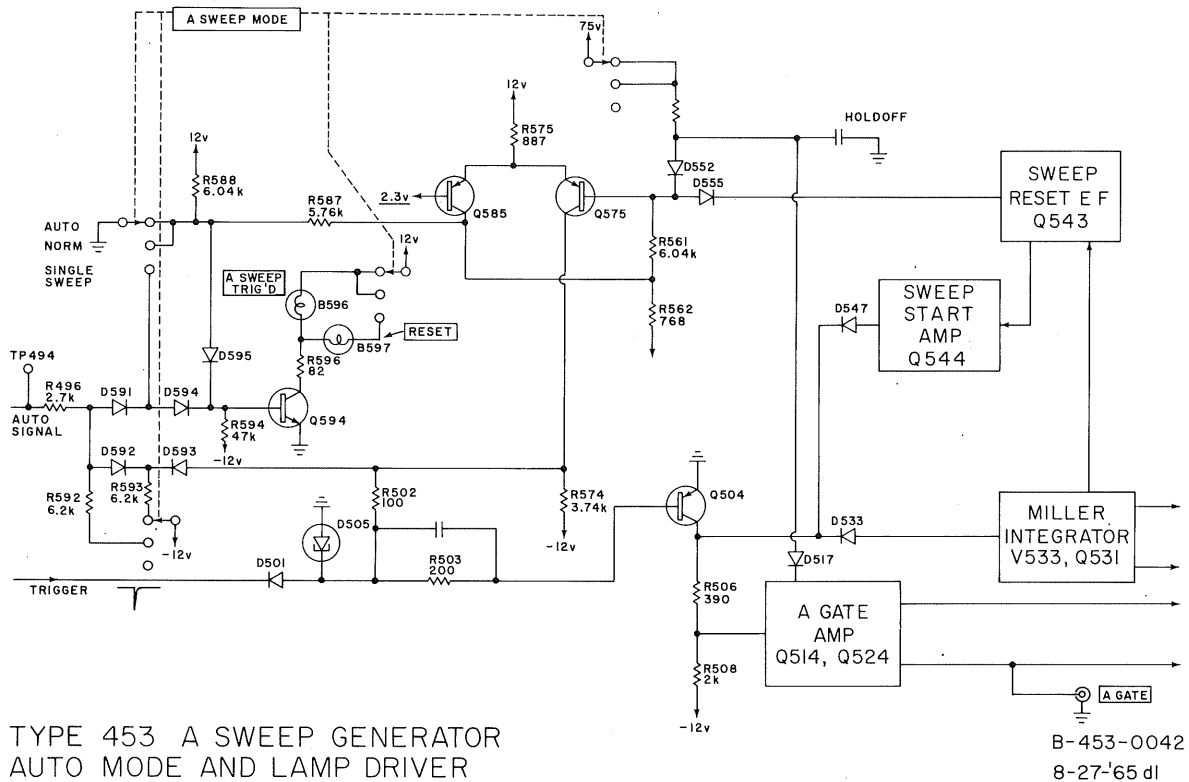 A SWEEP MODE
75v
12v
R575
887
HOLDOFF
12v
R588
6.04k
D552
D555
SWEEP
RESET E F
Q543
2.3v
Q585
Q575
R587
5.76k
AUTO
NORM
SINGLE
SWEEP
12v
R561
6.04k
A SWEEP
TRIG'D
B596
R562
768
D547
SWEEP
START
AMP
Q544
RESET
B597
D595
R596
82
TP494
R496
2.7k
D591
D594
Q594
AUTO
SIGNAL
R594
47k
-12v
D592
D593
R592
6.2k
R593
6.2k
-12v
R502
100
R574
3.74k
-12v
Q504
D505
D533
MILLER
INTEGRATOR
V533, Q531
D501
R503
200
D517
TRIGGER
R506
390
A GATE
AMP
Q514, Q524
R508
2k
-12v
A GATE
TYPE 453 A SWEEP GENERATOR
AUTO MODE AND LAMP DRIVER
B-453-0042
8-27-'65 dl